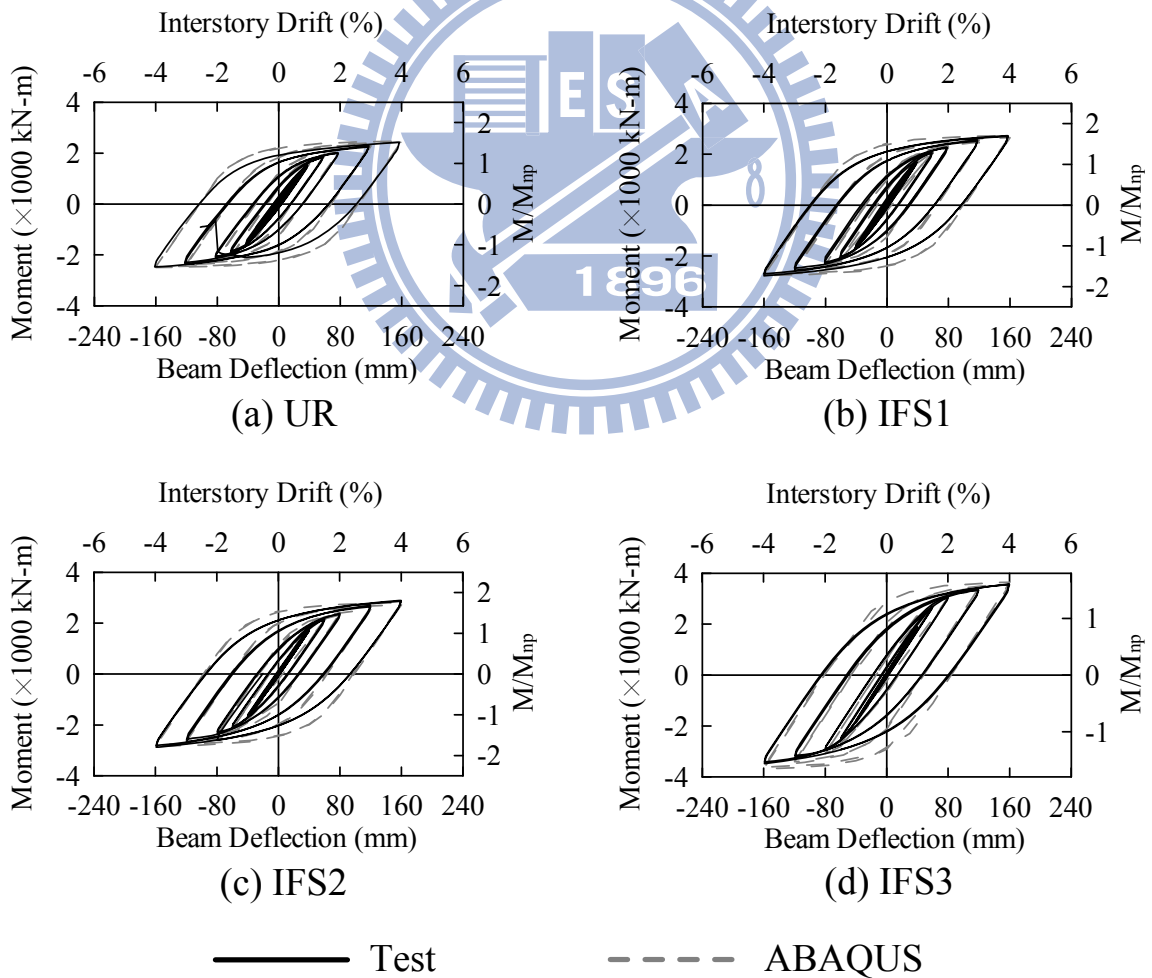 Interstory Drift (%)
-6 -4 -2 0 2 4 6
Moment (×1000 kN-m)
4
2
0
-2
-4
M/Mnp
2
1
0
-1
-2
-240 -160 -80 0 80 160 240
Beam Deflection (mm)
(a) UR
Interstory Drift (%)
-6 -4 -2 0 2 4 6
Moment (×1000 kN-m)
4
2
0
-2
-4
M/Mnp
2
1
0
-1
-2
-240 -160 -80 0 80 160 240
Beam Deflection (mm)
(b) IFS1
E S A
8
1896
Interstory Drift (%)
-6 -4 -2 0 2 4 6
Moment (×1000 kN-m)
4
2
0
-2
-4
M/Mnp
2
1
0
-1
-2
-240 -160 -80 0 80 160 240
Beam Deflection (mm)
(c) IFS2
Interstory Drift (%)
-6 -4 -2 0 2 4 6
Moment (×1000 kN-m)
4
2
0
-2
-4
M/Mnp
1
0
-1
-240 -160 -80 0 80 160 240
Beam Deflection (mm)
(d) IFS3
Test
ABAQUS